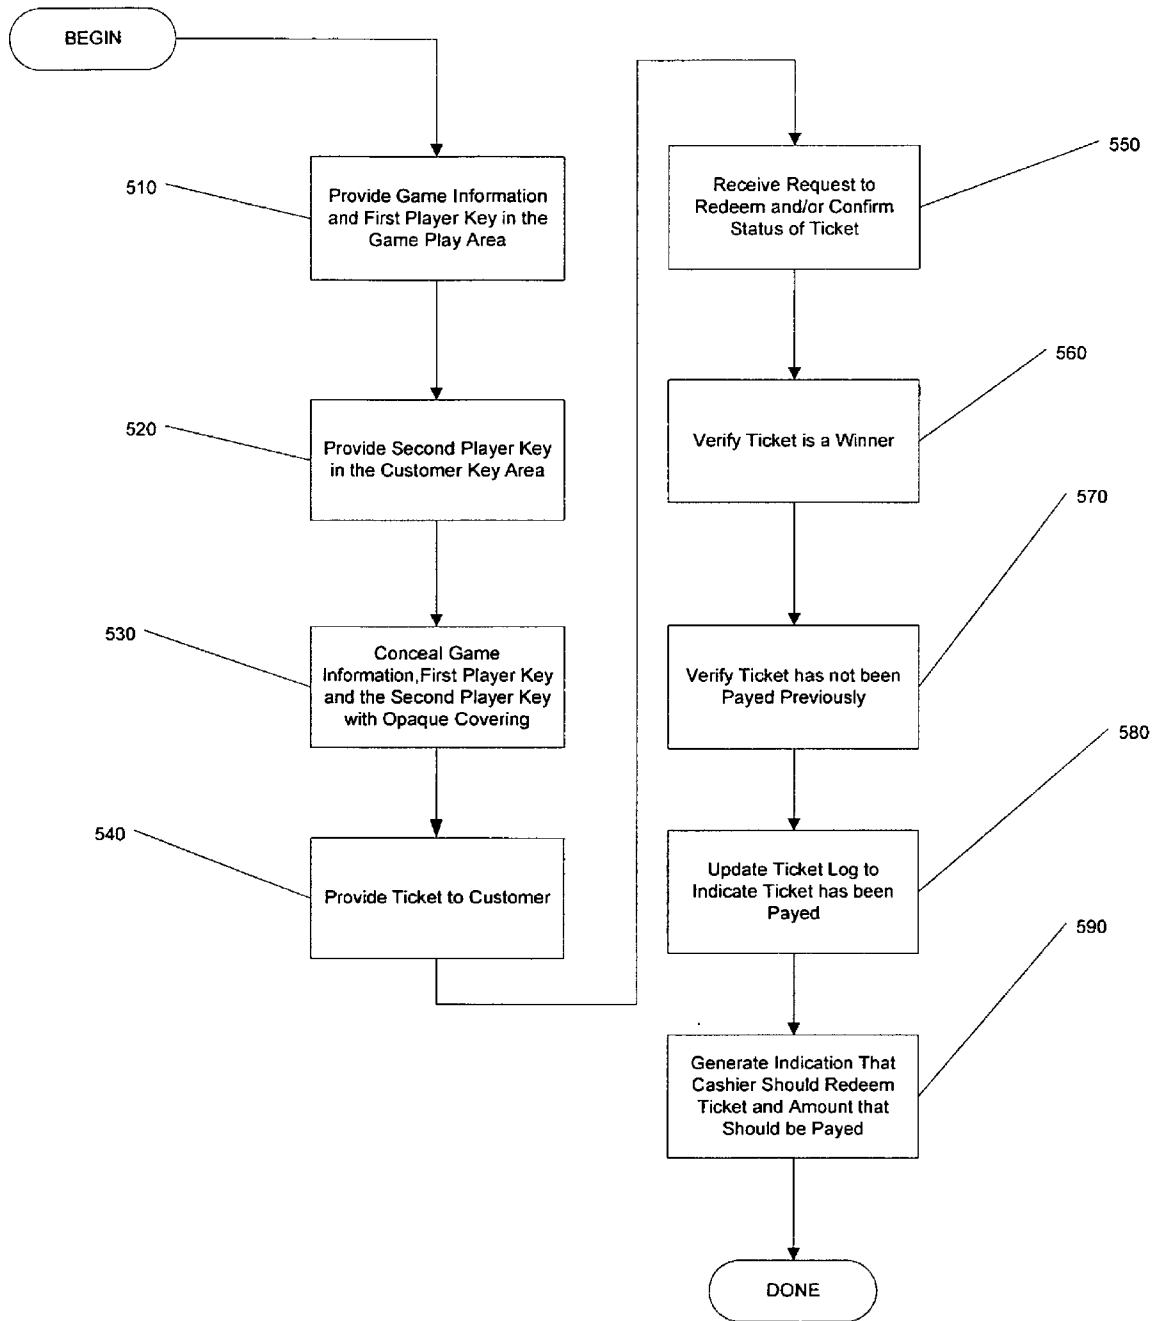 BEGIN
510
Provide Game Information
and First Player Key in the
Game Play Area
520
Provide Second Player Key
in the Customer Key Area
530
Conceal Game
Information,First Player Key
and the Second Player Key
with Opaque Covering
540
Provide Ticket to Customer
550
Receive Request to
Redeem and/or Confirm
Status of Ticket
560
Verify Ticket is a Winner
570
Verify Ticket has not been
Payed Previously
580
Update Ticket Log to
Indicate Ticket has been
Payed
590
Generate Indication That
Cashier Should Redeem
Ticket and Amount that
Should be Payed
DONE